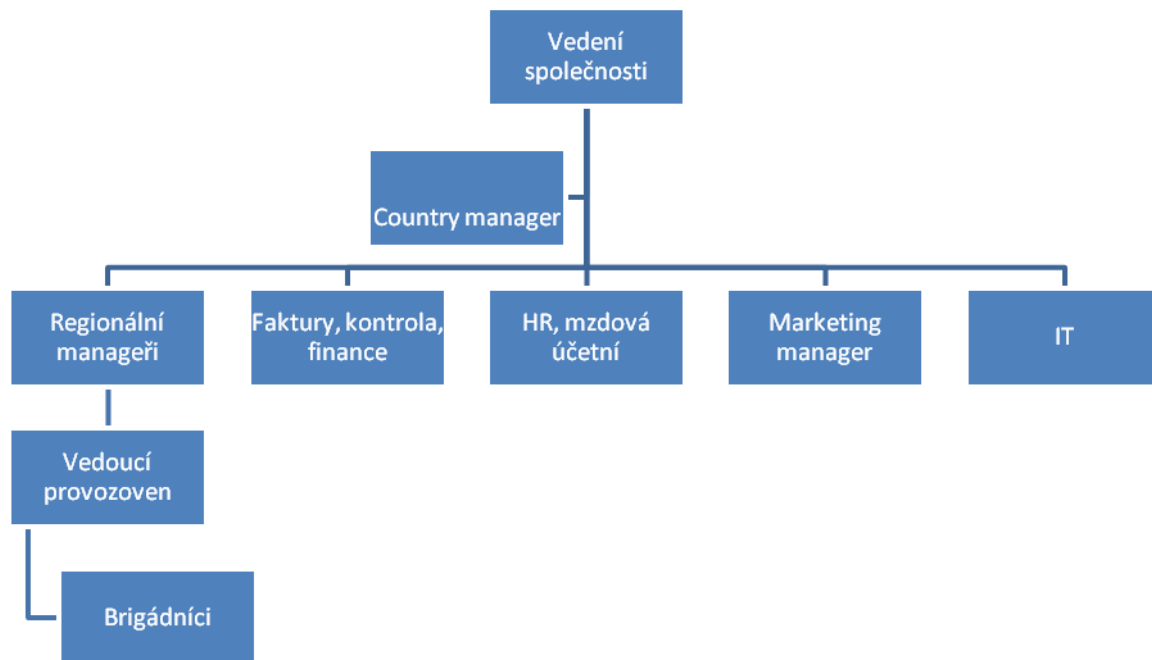 Vedení
společnosti
Country manager
Regionální
manageři
Faktury, kontrola,
finance
HR, mzdová
účetní
Marketing
manager
IT
Vedoucí
provozoven
Brigádníci